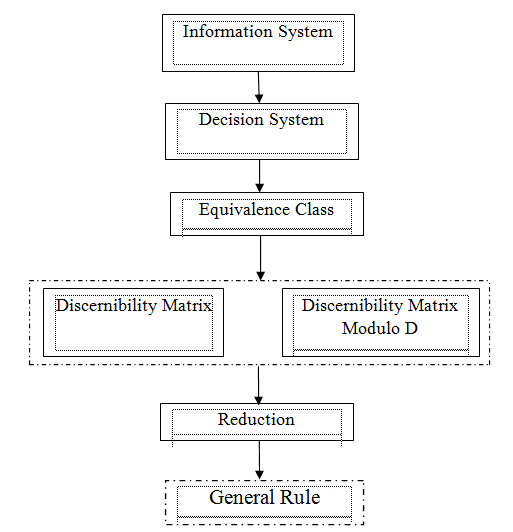 Information System
Decision System
Equivalence Class
Discernibility Matrix
Discernibility Matrix
Modulo D
Reduction
General Rule